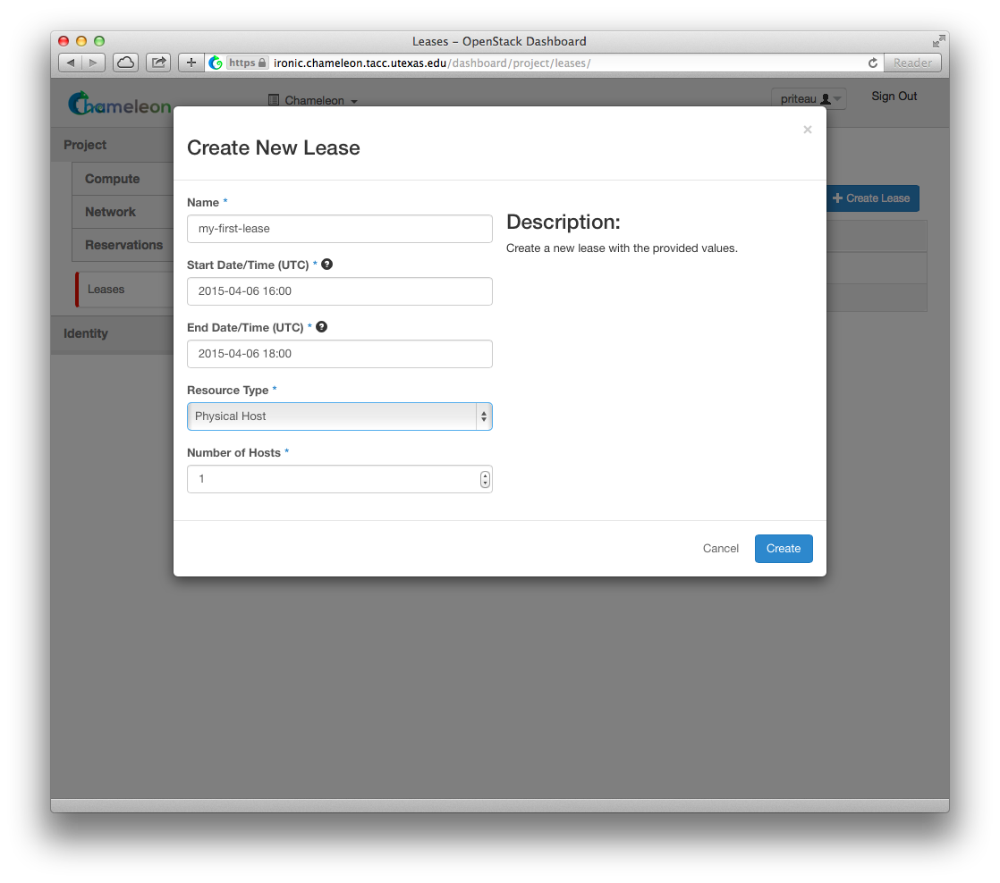 Leases – OpenStack Dashboard
https ironic.chameleon.tacc.utexas.edu/dashboard/project/leases/ Reader
Chameleon Chameleon priteau Sign Out
Project
Compute
Network
Reservations
Leases
Identity
+ Create Lease
×
Create New Lease
Name *
my-first-lease
Start Date/Time (UTC) * ?
2015-04-06 16:00
End Date/Time (UTC) * ?
2015-04-06 18:00
Resource Type *
Physical Host
Number of Hosts *
1
Description:
Create a new lease with the provided values.
Cancel Create